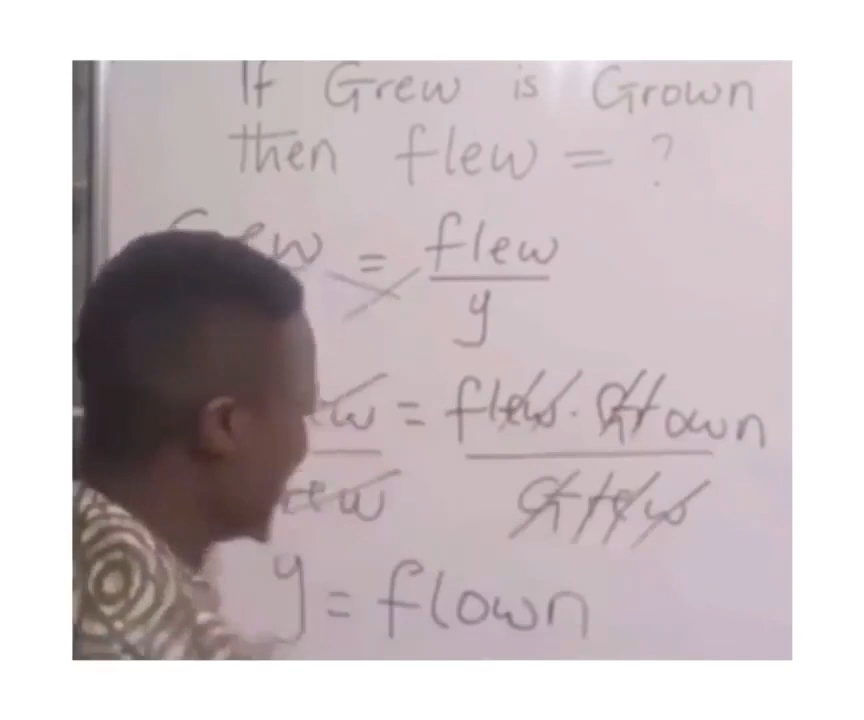 If Grew is Grown
then flew = ?
= flew
y
= flew. Grown
Grew
y = flown